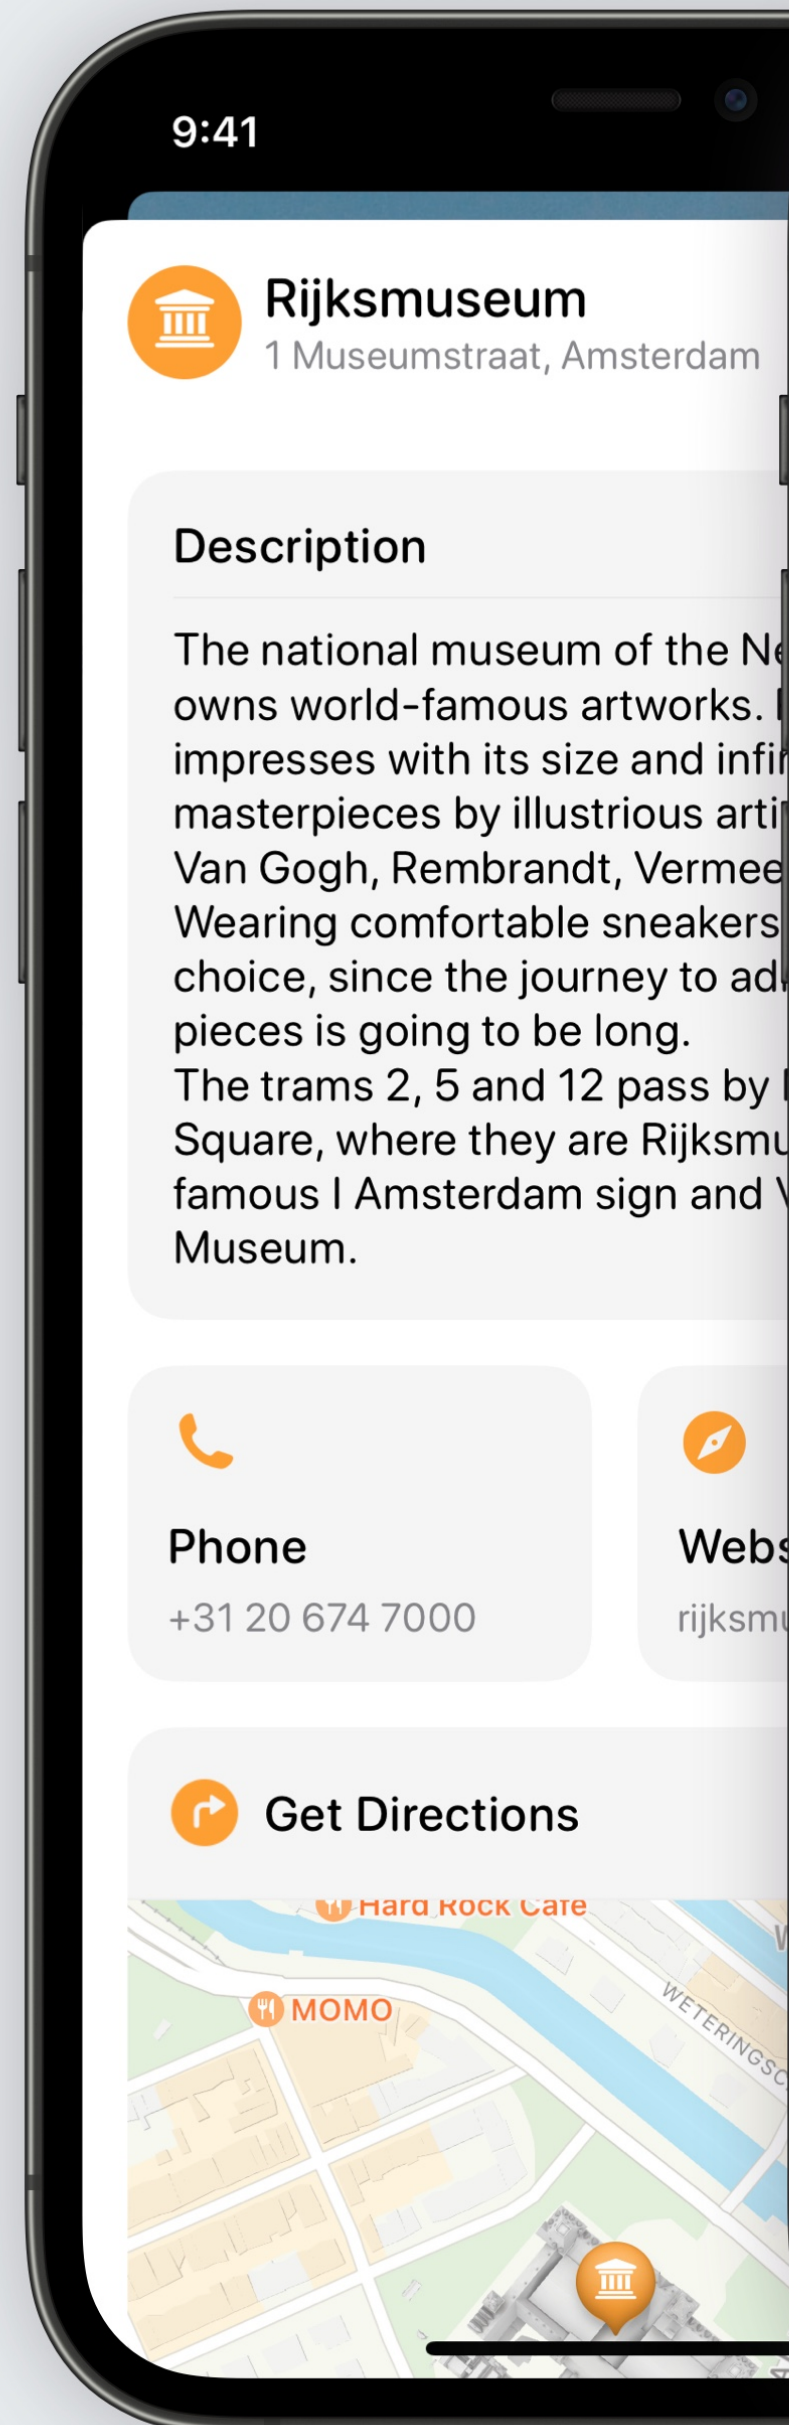 9:41
Rijksmuseum
1 Museumstraat, Amsterdam
Description
The national museum of the
owns world-famous artworks.
impresses with its size and
masterpieces by illustrious
Van Gogh, Rembrandt,
Wearing comfortable sneakers
choice, since the journey to
pieces is going to be long.
The trams 2, 5 and 12 pass by
Square, where they are
famous I Amsterdam sign and
Museum.
Phone
+31 20 674 7000
Get Directions
Hard Rock Cafe
MOMO